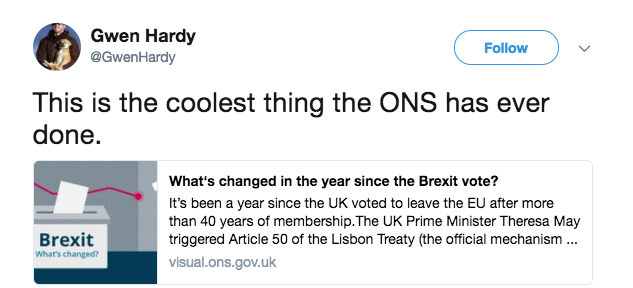 Gwen Hardy
@GwenHardy
Follow
This is the coolest thing the ONS has ever
done.
Brexit
What's changed?
What's changed in the year since the Brexit vote?
It's been a year since the UK voted to leave the EU after more
than 40 years of membership.The UK Prime Minister Theresa May
triggered Article 50 of the Lisbon Treaty (the official mechanism ...
visual.ons.gov.uk